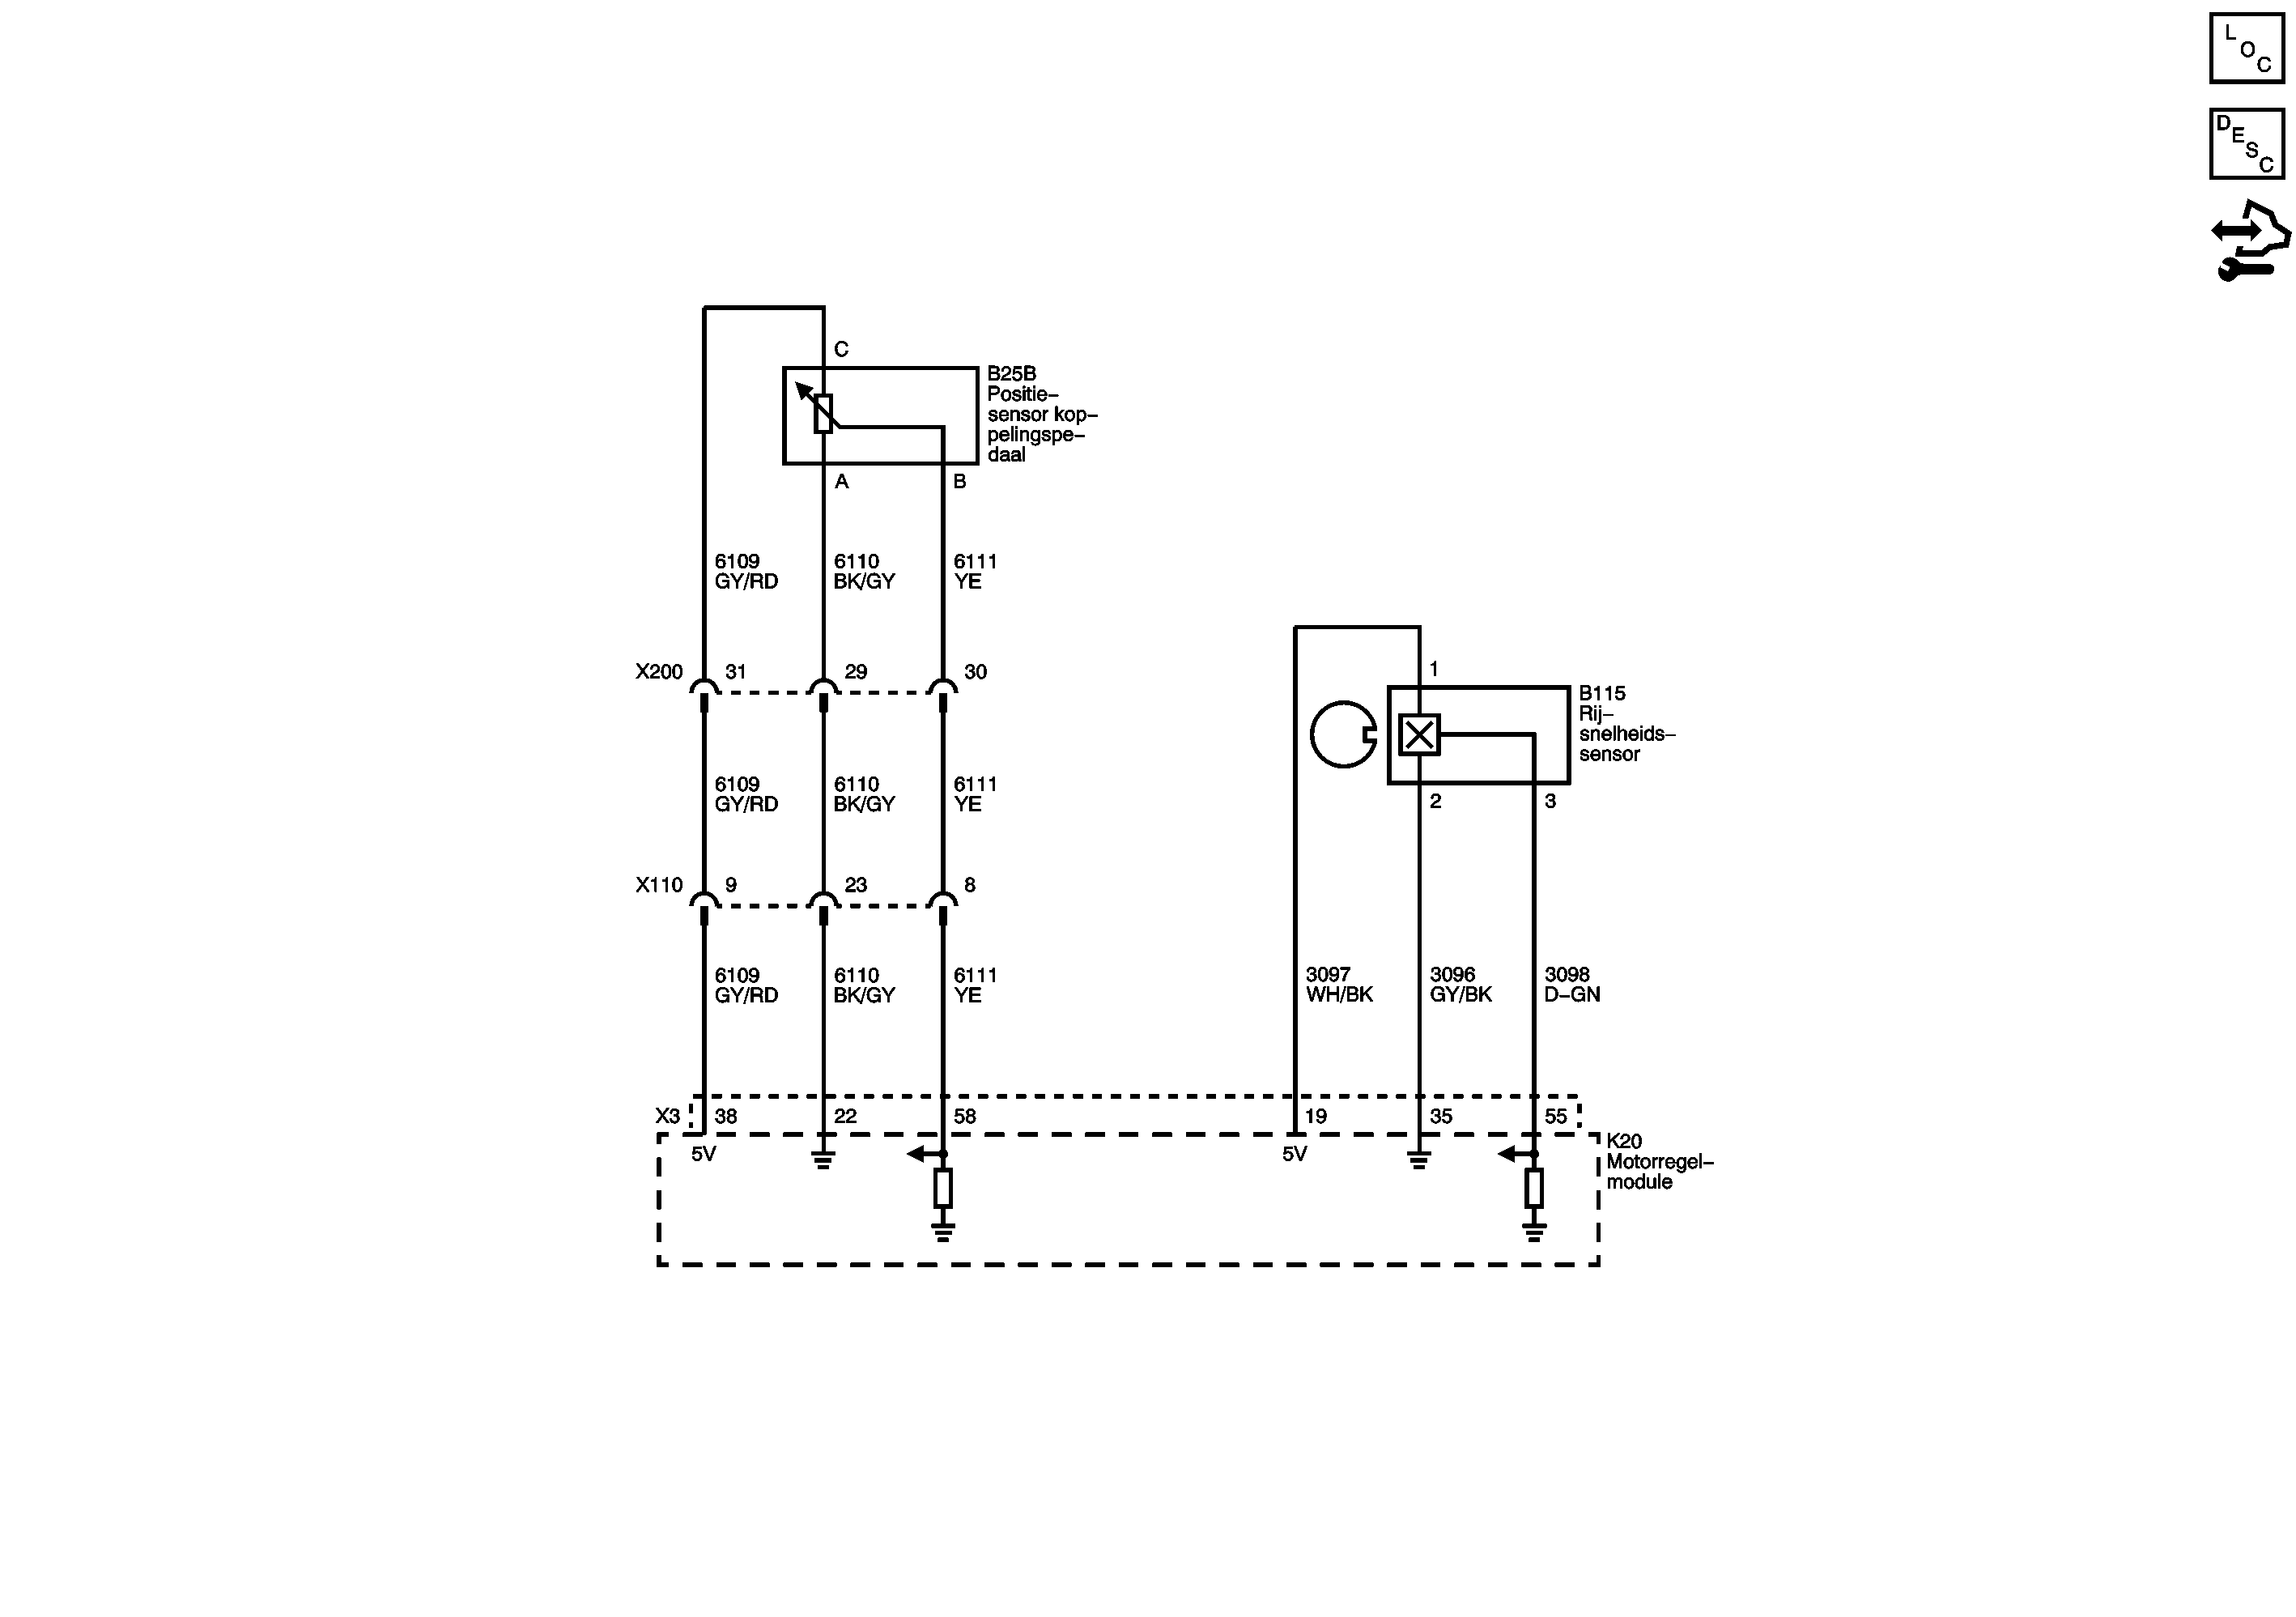 L
O
C
D
E
S
C
C
B25B
Positie-
sensor kop-
pelingspe-
daal
A B
6109 6110 6111
GY/RD BK/GY YE
X200 31 29 30
1
B115
Rij-
snelheids-
sensor
2 3
6109 6110 6111
GY/RD BK/GY YE
X110 9 23 8
6109 6110 6111 3097 3096 3098
GY/RD BK/GY YE WH/BK GY/BK D-GN
X3 38 22 58 19 35 55
5V 5V
K20
Motorregel-
module